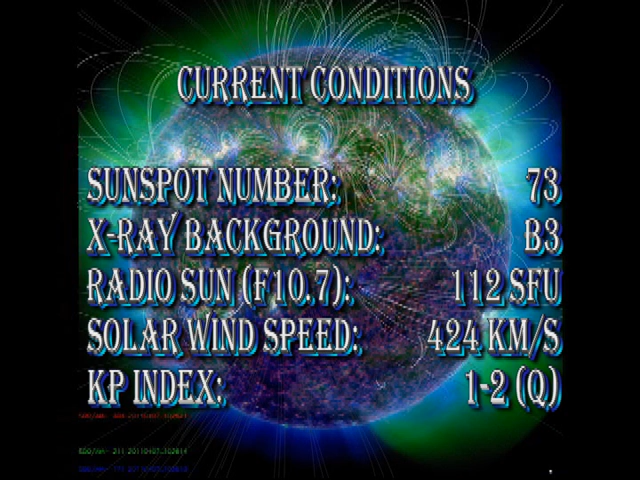 CURRENT CONDITIONS
SUNSPOT NUMBER: 73
X-RAY BACKGROUND: B3
RADIO SUN (F10.7): 112 SFU
SOLAR WIND SPEED: 424 KM/S
KP INDEX: 1-2 (Q)